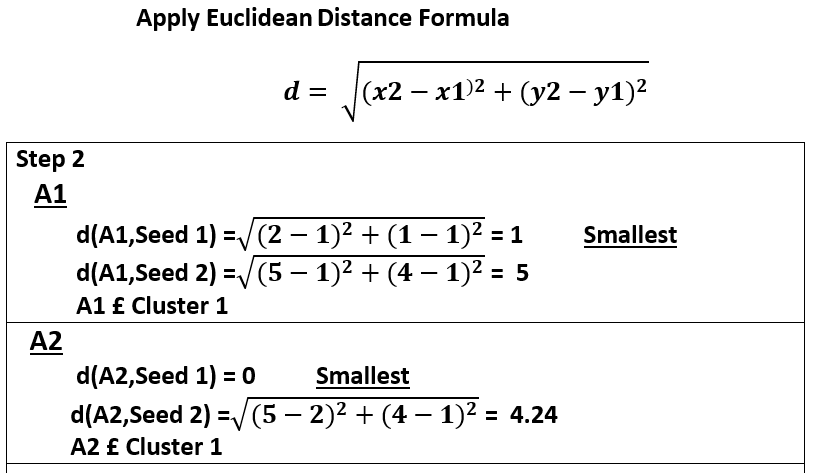 Apply Euclidean Distance Formula
d = √(x2 − x1)² + (y2 − y1)²
Step 2
A1
d(A1,Seed 1) =√(2 − 1)² + (1 − 1)² = 1 Smallest
d(A1,Seed 2) =√(5 − 1)² + (4 − 1)² = 5
A1 £ Cluster 1
A2
d(A2,Seed 1) = 0 Smallest
d(A2,Seed 2) =√(5 − 2)² + (4 − 1)² = 4.24
A2 £ Cluster 1